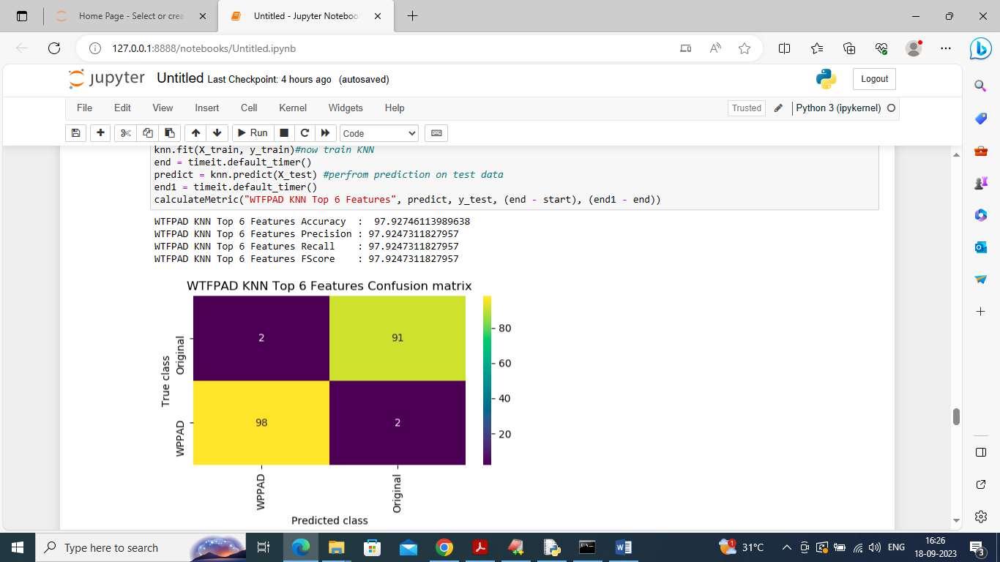 Home Page - Select or crea
Untitled - Jupyter Noteboo
127.0.0.1:8888/notebooks/Untitled.ipynb
jupyter Untitled Last Checkpoint: 4 hours ago (autosaved)
Logout
File Edit View Insert Cell Kernel Widgets Help
Trusted
Python 3 (ipykernel)
Run
Code
knn.fit(X_train, y_train)#now train KNN
end = timeit.default_timer()
predict = knn.predict(X_test) #perfrom prediction on test data
end1 = timeit.default_timer()
calculateMetric("WTFPAD KNN Top 6 Features", predict, y_test, (end - start), (end1 - end))
WTFPAD KNN Top 6 Features Accuracy  :  97.92746113989638
WTFPAD KNN Top 6 Features Precision : 97.9247311827957
WTFPAD KNN Top 6 Features Recall    : 97.9247311827957
WTFPAD KNN Top 6 Features FScore    : 97.9247311827957
WTFPAD KNN Top 6 Features Confusion matrix
True class
Original
2
91
WPPAD
98
2
80
60
40
20
WPPAD
Original
Predicted class
Type here to search
1
31°C
ENG
16:26
18-09-2023
3